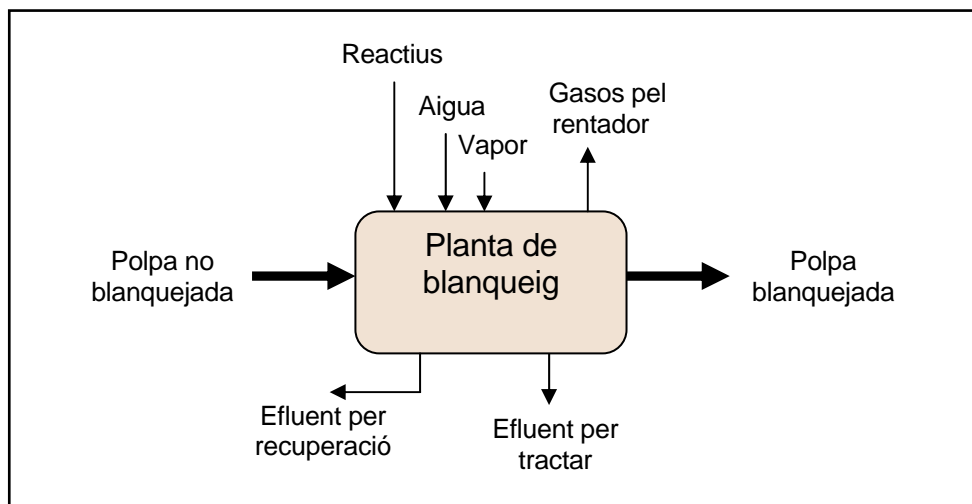 Reactius
Aigua
Vapor
Gasos pel
rentador
Planta de
blanqueig
Polpa no
blanquejada
Polpa
blanquejada
Efluent per
recuperació
Efluent per
tractar